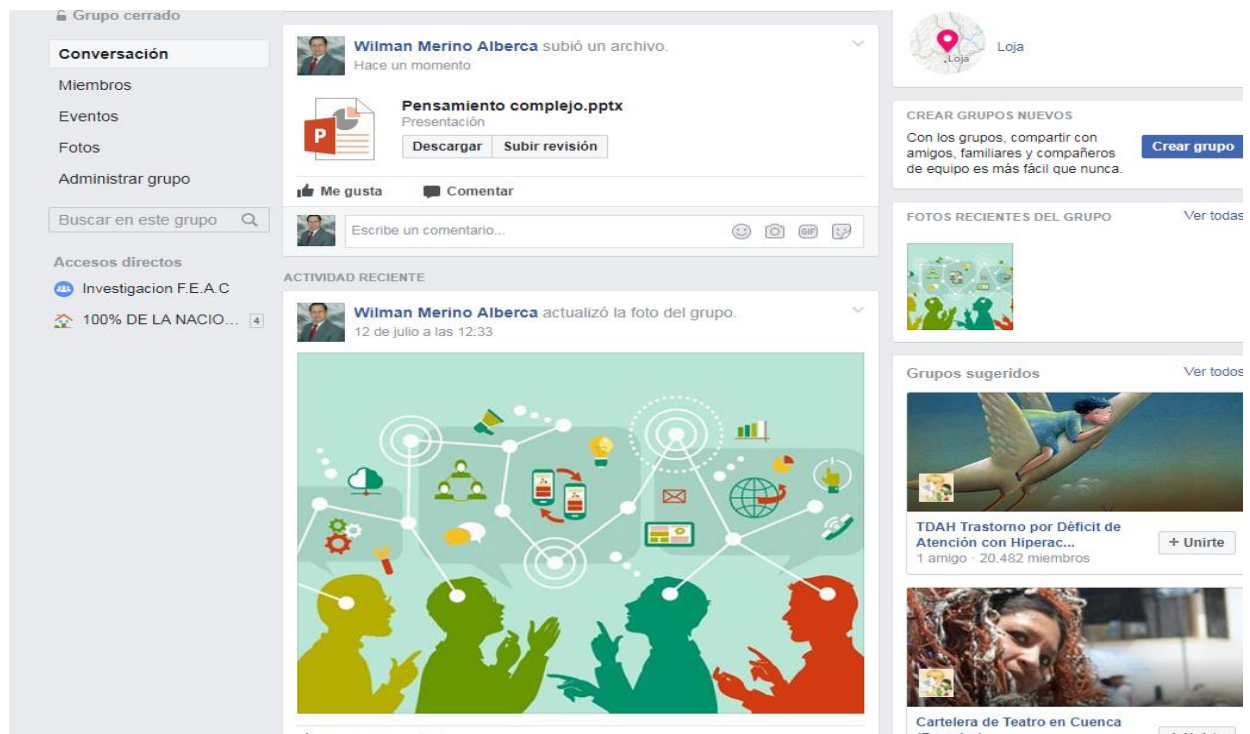 Grupo cerrado
Conversación
Miembros
Eventos
Fotos
Administrar grupo
Buscar en este grupo
Accesos directos
Investigacion F.E.A.C
100% DE LA NACIO... 4
Wilman Merino Alberca subió un archivo.
Hace un momento
P
Pensamiento complejo.pptx
Presentación
Descargar Subir revisión
Me gusta Comentar
Escribe un comentario...
GIF
ACTIVIDAD RECIENTE
Wilman Merino Alberca actualizó la foto del grupo.
12 de julio a las 12:33
Loja
Loja
CREAR GRUPOS NUEVOS
Con los grupos, compartir con
amigos, familiares y compañeros
de equipo es más fácil que nunca.
Crear grupo
FOTOS RECIENTES DEL GRUPO Ver todas
Grupos sugeridos Ver todos
TDAH Trastorno por Déficit de
Atención con Hiperac...
1 amigo · 20.482 miembros
+ Unirte
Cartelera de Teatro en Cuenca